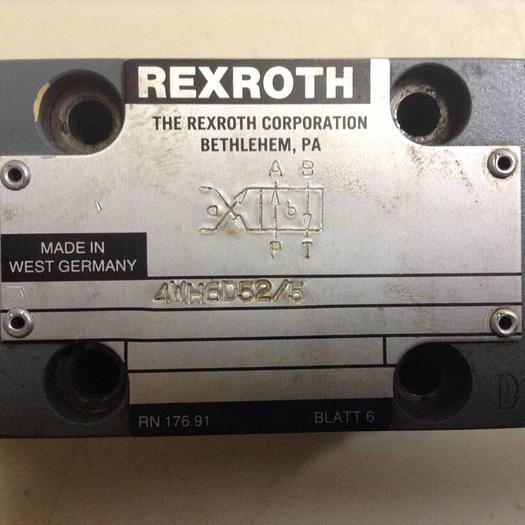 REXROTH
THE REXROTH CORPORATION
BETHLEHEM, PA
A B
a b
P T
MADE IN
WEST GERMANY
4WH6D52/5
RN 176.91 BLATT 6
D